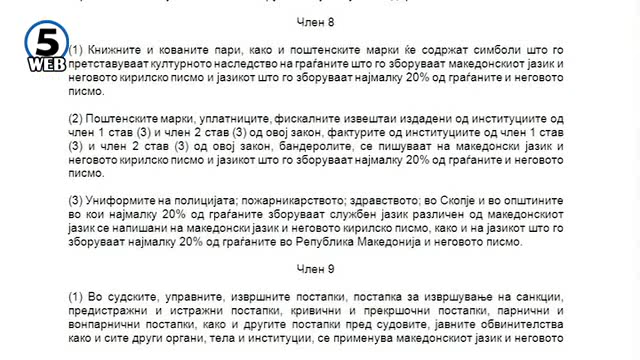 5
WEB
Член 8
(1) Книжните и кованите пари, како и поштенските марки ќе содржат симболи што го
претставуваат културното наследство на граѓаните што го зборуваат македонскиот јазик и
неговото кирилско писмо и јазикот што го зборуваат најмалку 20% од граѓаните и неговото
писмо.
(2) Поштенските марки, уплатниците, фискалните извештаи издадени од институциите од
член 1 став (3) и член 2 став (3) од овој закон, фактурите од институциите од член 1 став
(3) и член 2 став (3) од овој закон, бандеролите, се пишуваат на македонски јазик и
неговото кирилско писмо и јазикот што го зборуваат најмалку 20% од граѓаните и неговото
писмо.
(3) Униформите на полицијата; пожарникарството; здравството; во Скопје и во општините
во кои најмалку 20% од граѓаните зборуваат службен јазик различен од македонскиот
јазик се напишани на македонски јазик и неговото кирилско писмо, како и на јазикот што го
зборуваат најмалку 20% од граѓаните во Република Македонија и неговото писмо.
Член 9
(1) Во судските, управните, извршните постапки, постапка за извршување на санкции,
предистражни и истражни постапки, кривични и прекршочни постапки, парнични и
вонпарнични постапки, како и другите постапки пред судовите, јавните обвинителства
како и сите други органи, тела и институции, се применува македонскиот јазик и неговото